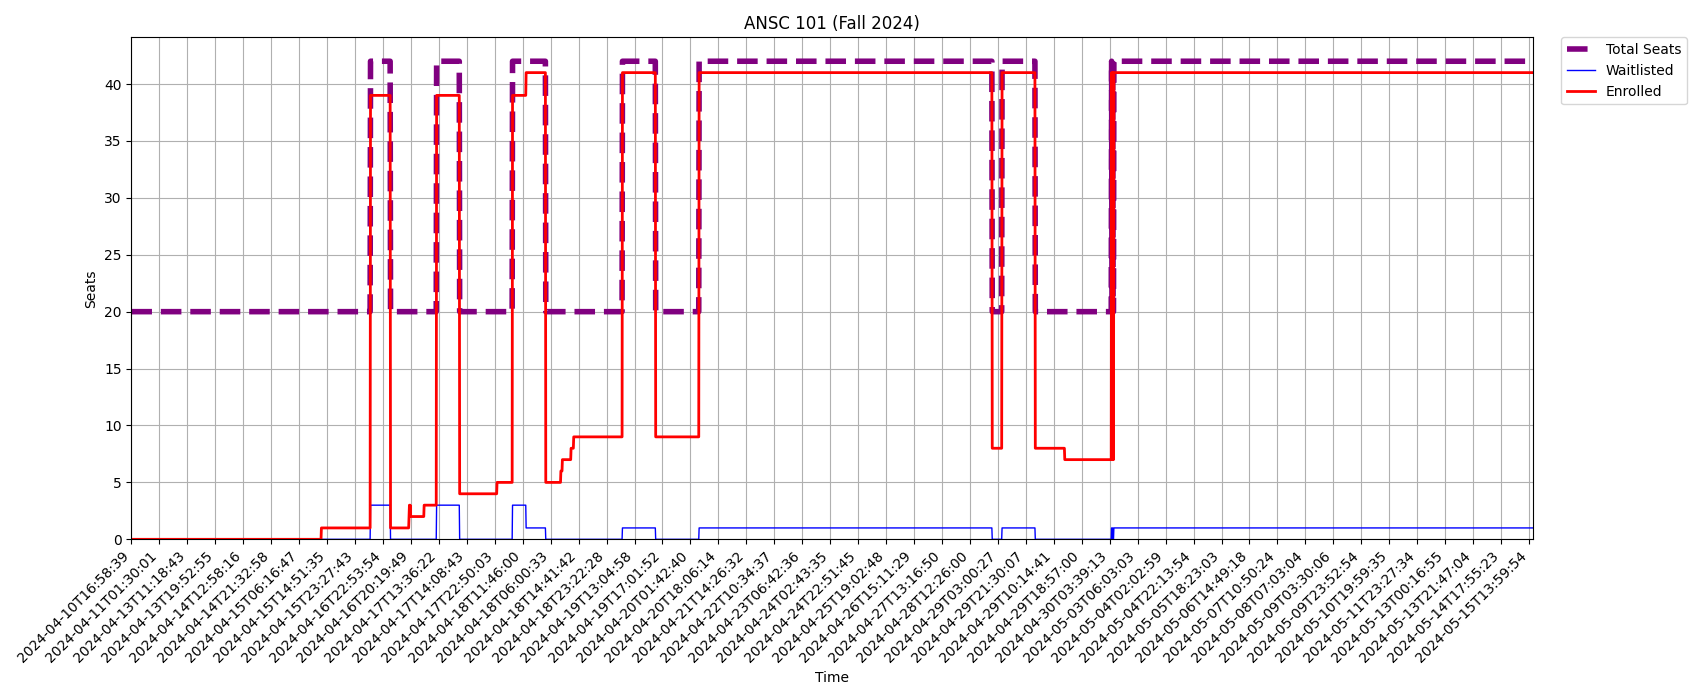 ANSC 101 (Fall 2024)
Total Seats
Waitlisted
Enrolled
Seats
40
35
30
25
20
15
10
5
0
2024-04-10T16:58:39
2024-04-11T01:30:01
2024-04-13T11:18:43
2024-04-13T19:52:55
2024-04-14T12:58:16
2024-04-14T21:32:58
2024-04-15T06:16:47
2024-04-15T14:51:35
2024-04-15T23:27:43
2024-04-16T22:53:54
2024-04-16T20:19:49
2024-04-17T11:36:22
2024-04-17T14:08:43
2024-04-17T22:50:03
2024-04-18T11:46:00
2024-04-18T06:00:33
2024-04-18T14:41:42
2024-04-18T23:22:28
2024-04-19T13:04:58
2024-04-19T17:01:52
2024-04-20T01:42:40
2024-04-20T18:06:14
2024-04-21T14:26:32
2024-04-22T10:34:37
2024-04-23T06:42:36
2024-04-24T02:43:35
2024-04-24T22:51:45
2024-04-25T19:02:48
2024-04-26T15:11:29
2024-04-27T13:16:50
2024-04-28T12:26:00
2024-04-29T03:00:27
2024-04-29T21:30:07
2024-04-29T10:14:41
2024-04-29T18:57:00
2024-04-30T03:39:13
2024-05-03T06:03:03
2024-05-04T02:02:59
2024-05-04T22:13:54
2024-05-05T18:23:03
2024-05-06T14:49:18
2024-05-07T10:50:24
2024-05-08T07:03:04
2024-05-09T03:30:06
2024-05-09T23:52:54
2024-05-10T19:59:35
2024-05-11T23:27:34
2024-05-13T00:16:55
2024-05-13T21:47:04
2024-05-14T17:55:23
2024-05-15T13:59:54
Time